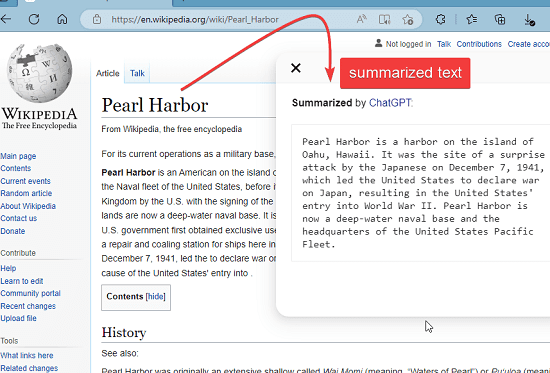 https://en.wikipedia.org/wiki/Pearl_Harbor
Not logged in Talk Contributions Create accou
WIKIPEDIA
The Free Encyclopedia
Main page
Contents
Current events
Random article
About Wikipedia
Contact us
Donate
Contribute
Help
Learn to edit
Community portal
Recent changes
Upload file
Tools
What links here
Related changes
Article Talk
Pearl Harbor
From Wikipedia, the free encyclopedia
For its current operations as a military base,
Pearl Harbor is an American on the island o
the Naval fleet of the United States, before i
Kingdom by the U.S. with the signing of the
lands are now a deep-water naval base. It is
U.S. government first obtained exclusive use
a repair and coaling station for ships here in
December 7, 1941, led the to declare war or
cause of the United States' entry into .
Contents [hide]
History
See also:
Pearl Harbor was originally an extensive shallow called Wai Momi (meaning, "Waters of Pearl") or Puʻuloa (mean
summarized text
Summarized by ChatGPT:
Pearl Harbor is a harbor on the island of
Oahu, Hawaii. It was the site of a surprise
attack by the Japanese on December 7, 1941,
which led the United States to declare war
on Japan, resulting in the United States'
entry into World War II. Pearl Harbor is
now a deep-water naval base and the
headquarters of the United States Pacific
Fleet.